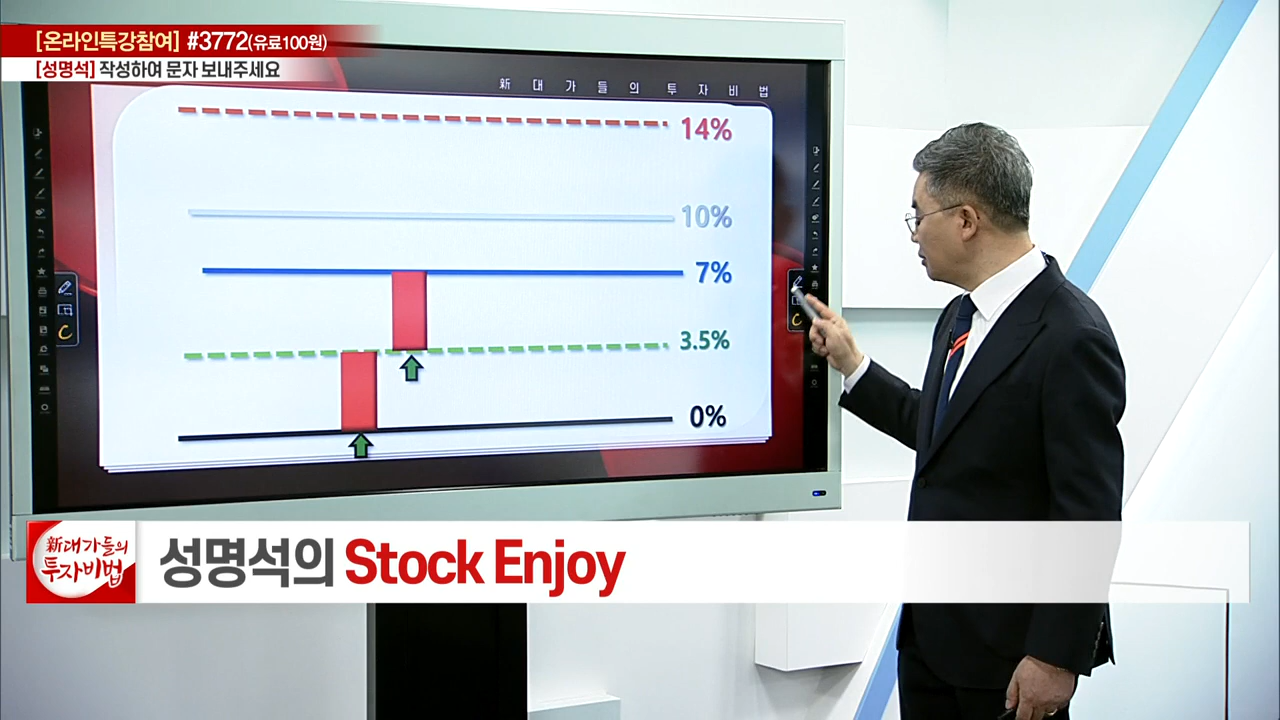 [온라인특강참여] #3772(유료100원)
[성명석] 작성하여 문자 보내주세요
新 대 가 들 의 투 자 비 법
14%
10%
7%
3.5%
0%
新대가들의
투자비법
성명석의 Stock Enjoy